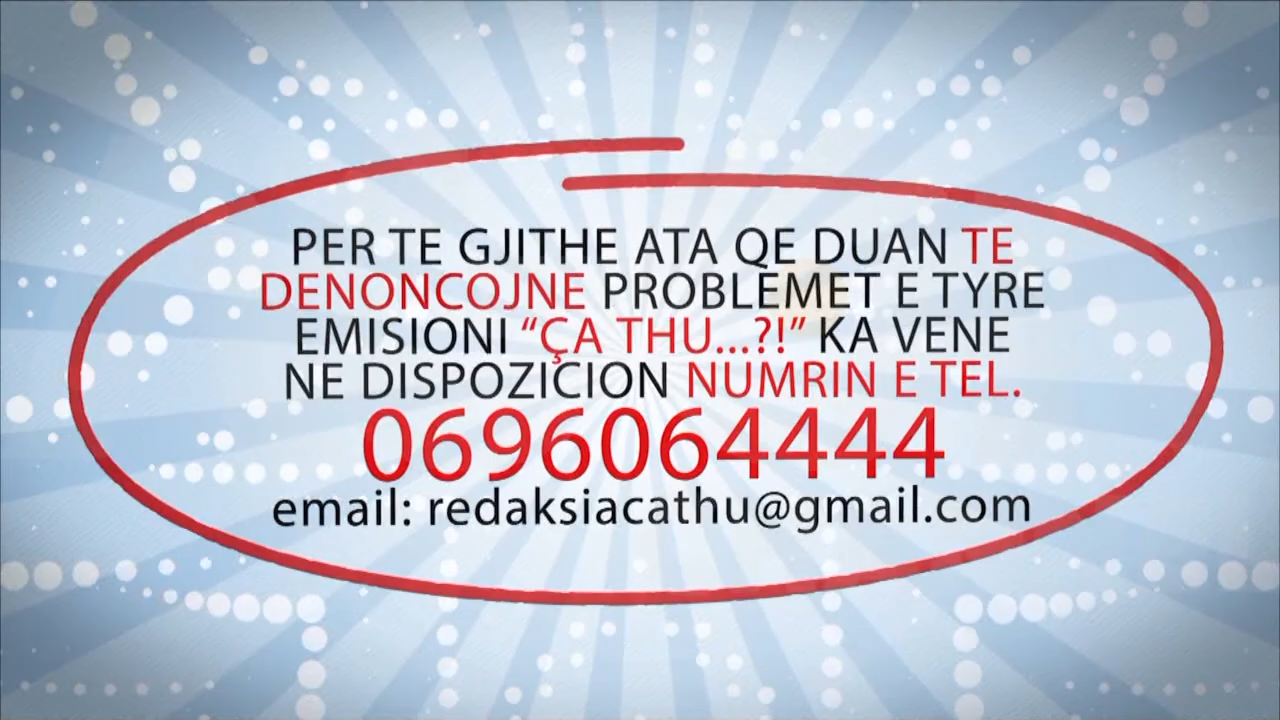 PER TE GJITHE ATA QE DUAN TE
DENONCOJNE PROBLEMET E TYRE
EMISIONI “ÇA THU...?!” KA VENE
NE DISPOZICION NUMRIN E TEL.
0696064444
email: redaksiacathu@gmail.com